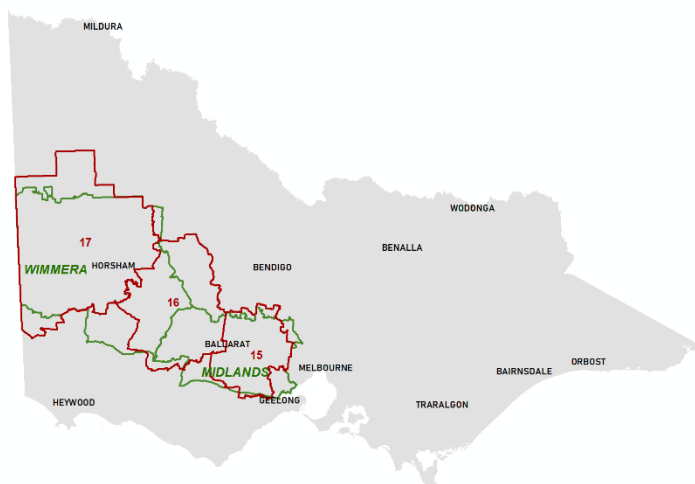 MILDURA
WODONGA
17
BENALLA
HORSHAM
WIMMERA
BENDIGO
16
BALLARAT
15
ORBOST
MELBOURNE
MIDLANDS
BAIRNSDALE
HEYWOOD
GEELONG
TRARALGON